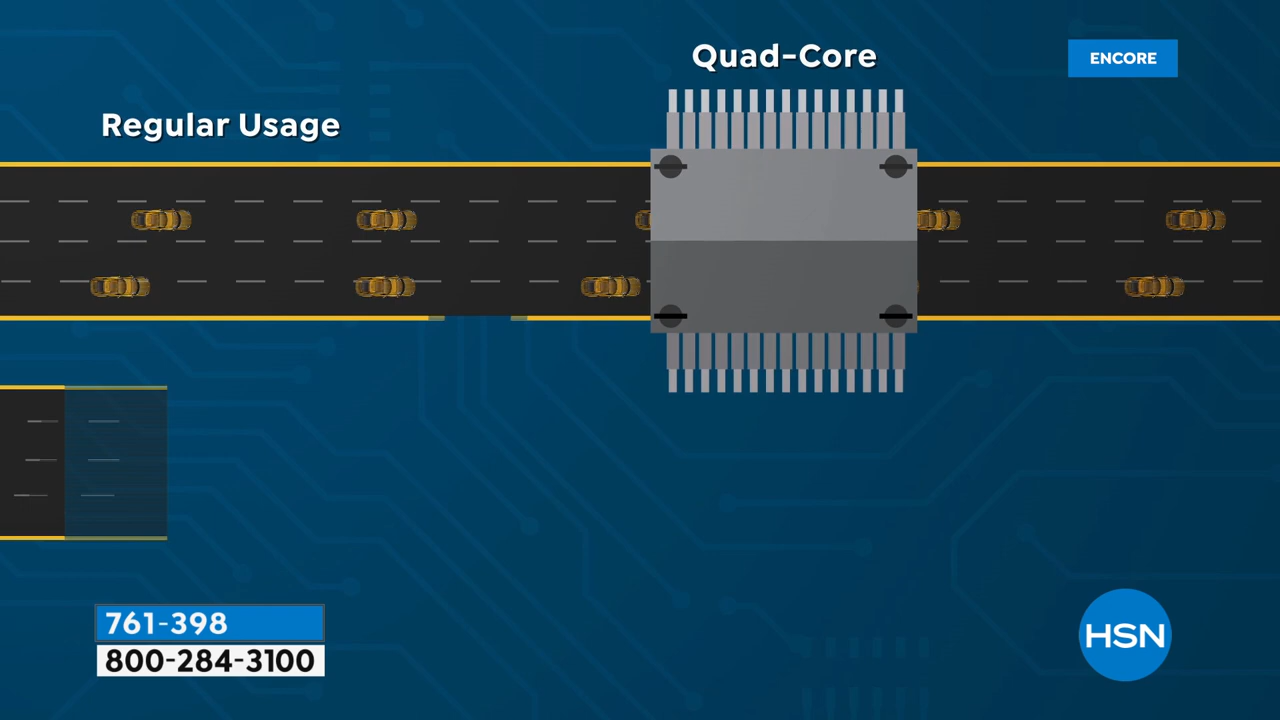 Quad-Core
ENCORE
Regular Usage
761-398
800-284-3100
HSN